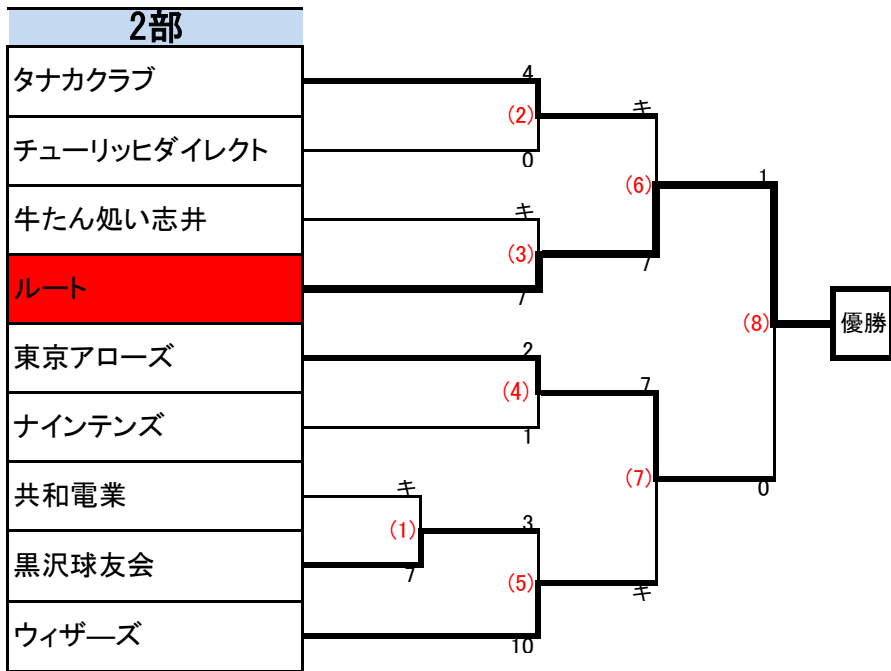 2部
タナカクラブ
チューリッヒダイレクト
牛たん処い志井
ルート
東京アローズ
ナインテンズ
共和電業
黒沢球友会
ウィザ―ズ
4
(2)
0
キ
(3)
7
2
(4)
1
キ
(1)
7
3
(5)
10
キ
(6)
7
7
(7)
キ
1
(8)
0
優勝